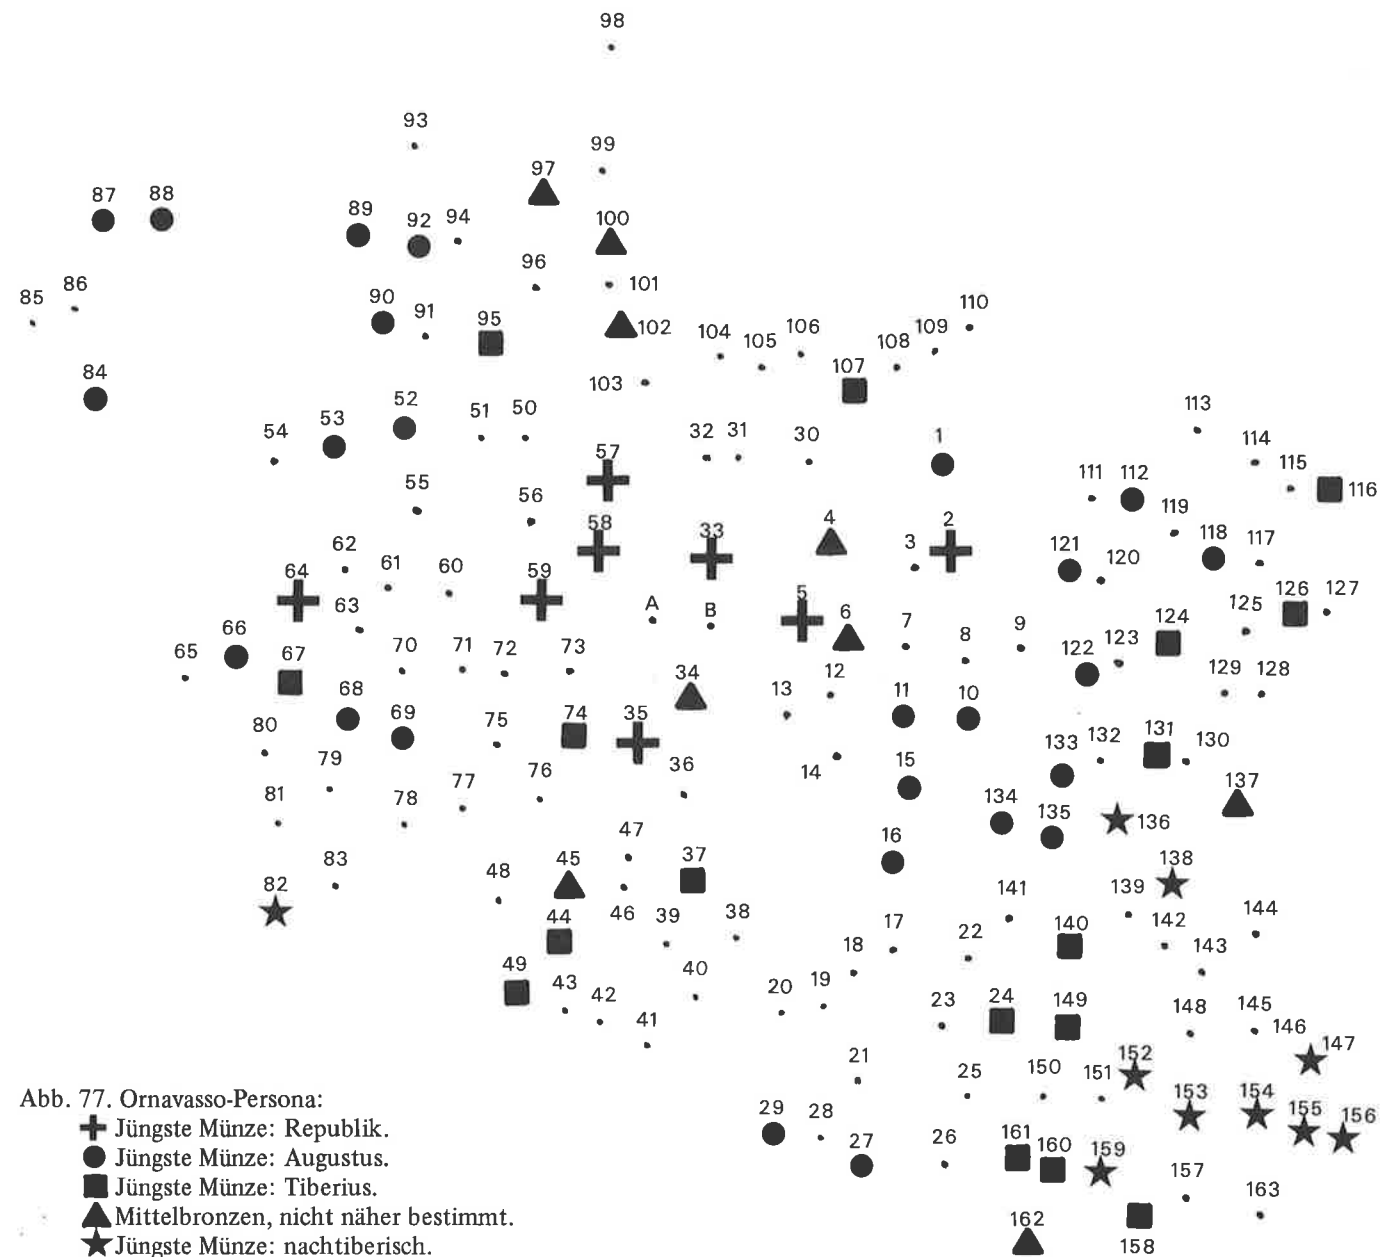 98
93
99
97
87 88
89 92 94 100
96 101
85 86 90 91 95 102
110
104 105 106 107 108 109
84 103
113
54 53 52 51 50 32 31 30 1
114
57 111 112 115 116
55 56 119
58 33 4 3 2 118 117
62 61 60 121 120
64 59 126 127
63 A B 5 6 7 8 9 125 124
66 65 67 70 71 72 73 122 123
68 34 13 12 11 10 129 128
80 69 75 74 35 133 132 131 130
79 76 36 14 15
81 78 77 134 135 136 137
47 16
83 82 48 45 37 138
44 46 39 38 141 139 142 144
17 22 140 143
49 18
43 42 40 20 19 23 24 149 148 145 146
41 147
21 25 150 151 152
153 154 155 156
29 28 27 26 161 160 159
157 163
162 158
Abb. 77. Ornavasso-Persona:
Jüngste Münze: Republik.
Jüngste Münze: Augustus.
Jüngste Münze: Tiberius.
Mittelbronzen, nicht näher bestimmt.
Jüngste Münze: nachtiberisch.